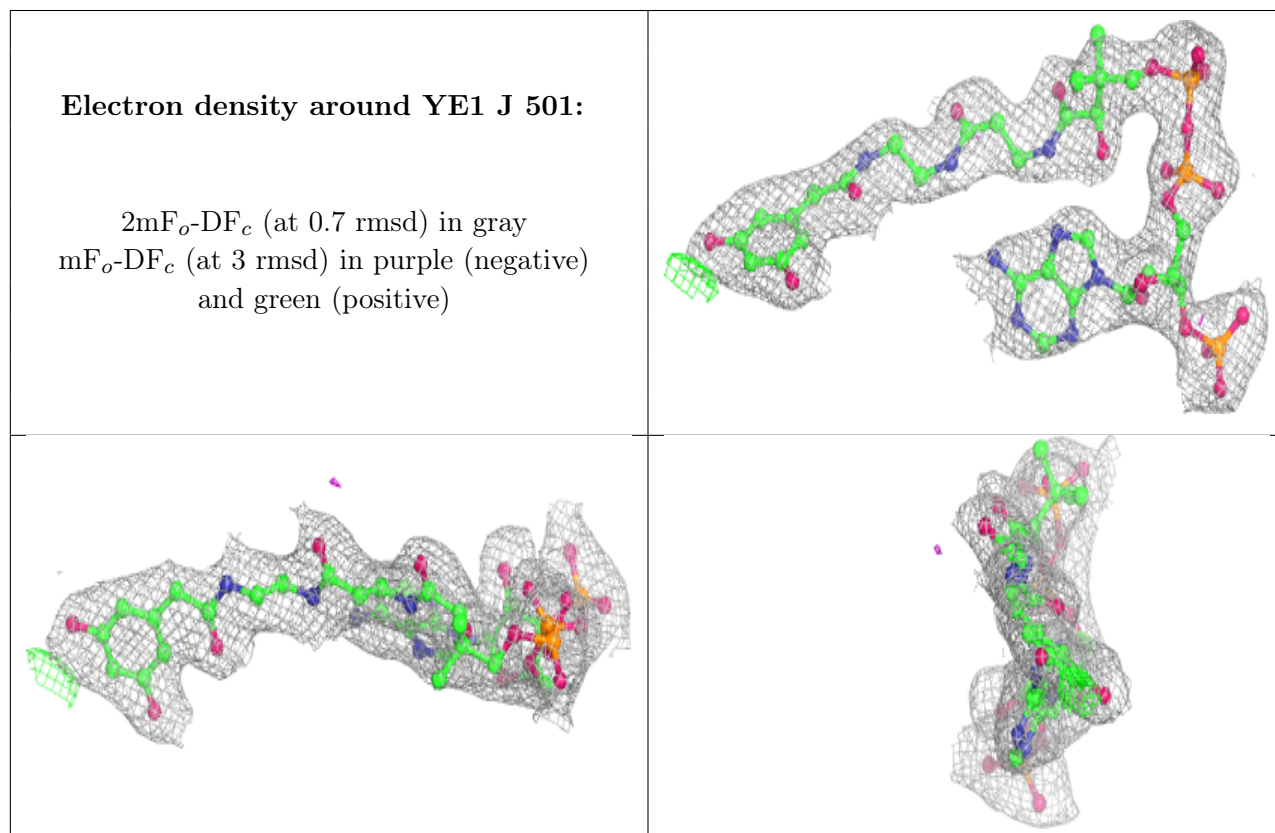 Electron density around YE1 J 501:
2mFo-DFc (at 0.7 rmsd) in gray
mFo-DFc (at 3 rmsd) in purple (negative)
and green (positive)